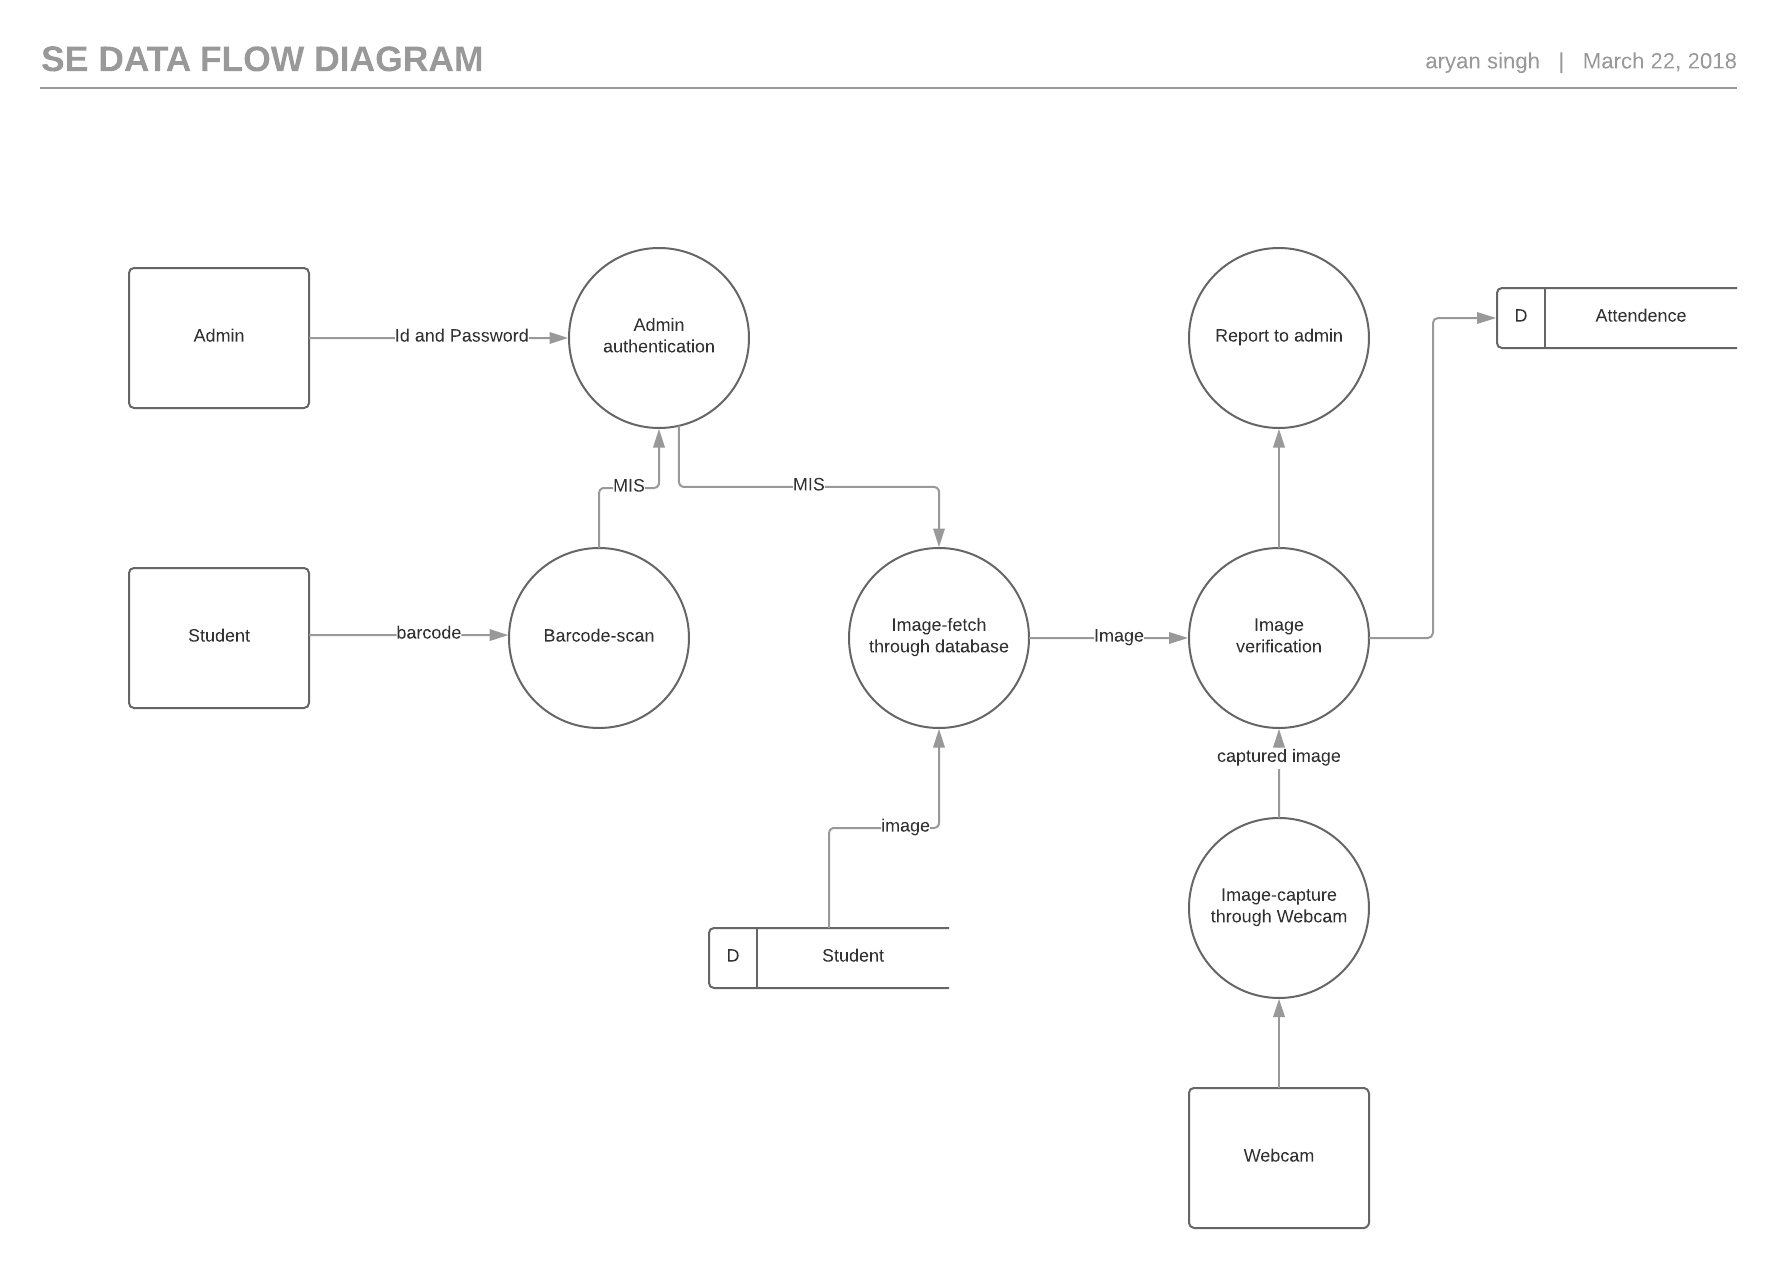 SE DATA FLOW DIAGRAM
aryan singh | March 22, 2018
Admin
Id and Password
Admin
authentication
Report to admin
D
Attendence
MIS
MIS
Student
barcode
Barcode-scan
Image-fetch
through database
Image
Image
verification
captured image
image
Image-capture
through Webcam
D
Student
Webcam